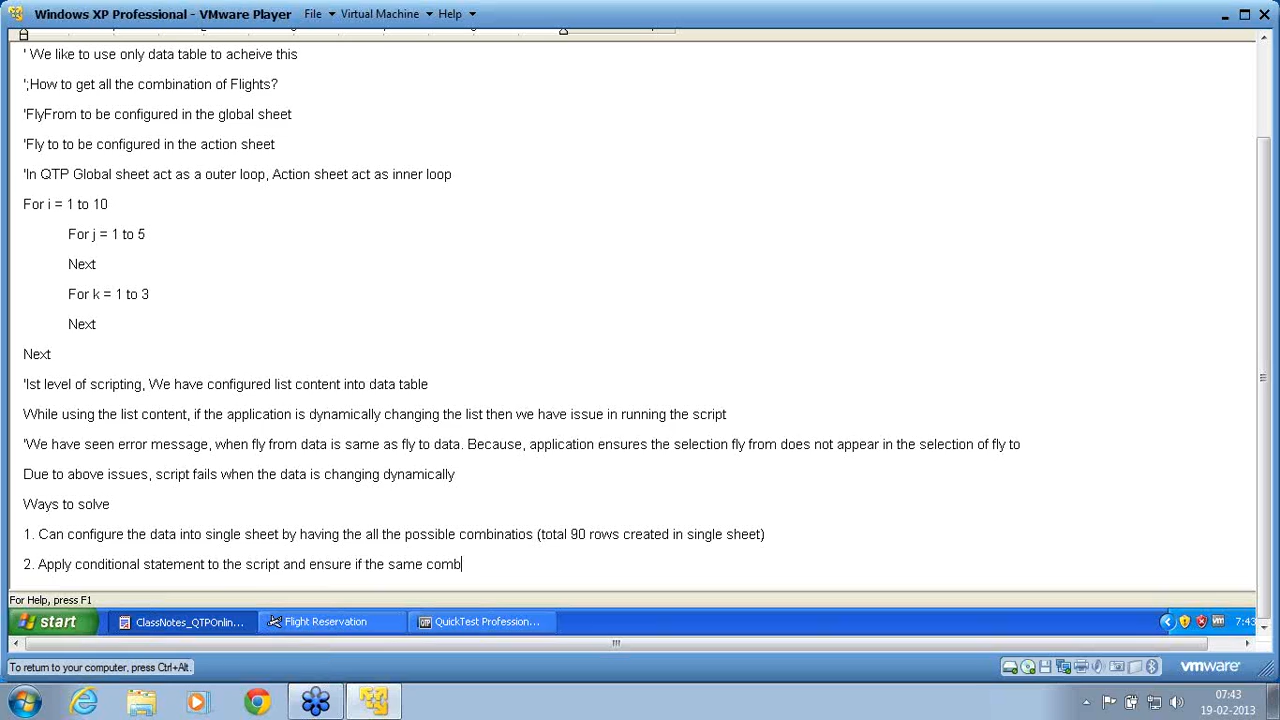 Windows XP Professional - VMware Player File Virtual Machine Help
' We like to use only data table to acheive this
';How to get all the combination of Flights?
'FlyFrom to be configured in the global sheet
'Fly to to be configured in the action sheet
'In QTP Global sheet act as a outer loop, Action sheet act as inner loop
For i = 1 to 10
For j = 1 to 5
Next
For k = 1 to 3
Next
Next
'Ist level of scripting, We have configured list content into data table
While using the list content, if the application is dynamically changing the list then we have issue in running the script
'We have seen error message, when fly from data is same as fly to data. Because, application ensures the selection fly from does not appear in the selection of fly to
Due to above issues, script fails when the data is changing dynamically
Ways to solve
1. Can configure the data into single sheet by having the all the possible combinatios (total 90 rows created in single sheet)
2. Apply conditional statement to the script and ensure if the same comb
For Help, press F1
start ClassNotes_QTPOnlin... Flight Reservation QuickTest Profession... 7:43
To return to your computer, press Ctrl+Alt. vmware
07:43
19-02-2013